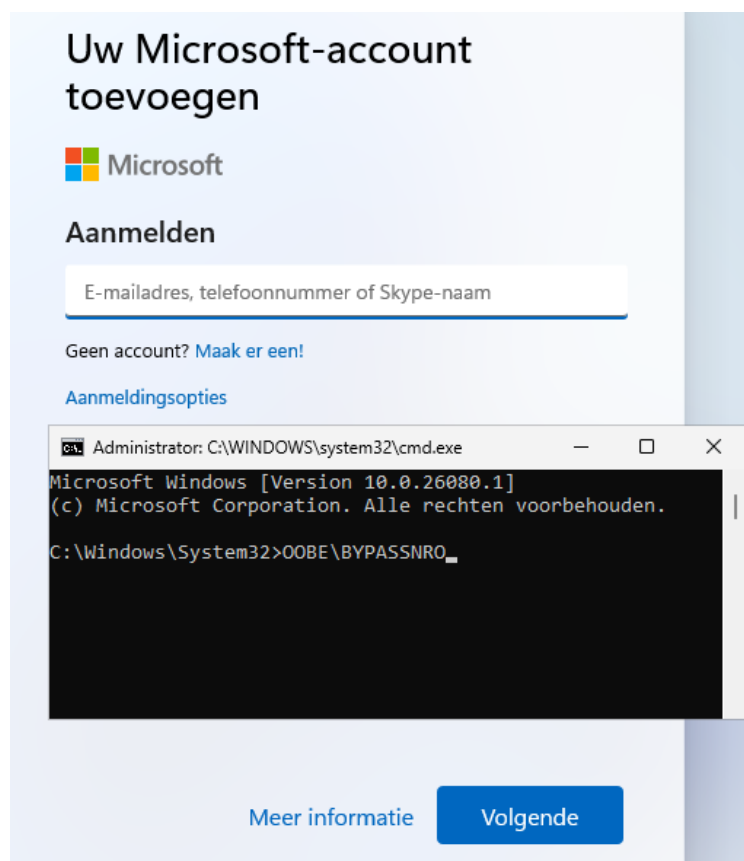 Uw Microsoft-account
toevoegen
Microsoft
Aanmelden
E-mailadres, telefoonnummer of Skype-naam
Geen account? Maak er een!
Aanmeldingsopties
Administrator: C:\WINDOWS\system32\cmd.exe
Microsoft Windows [Version 10.0.26080.1]
(c) Microsoft Corporation. Alle rechten voorbehouden.
C:\Windows\System32>OOBE\BYPASSNRO_
Meer informatie
Volgende